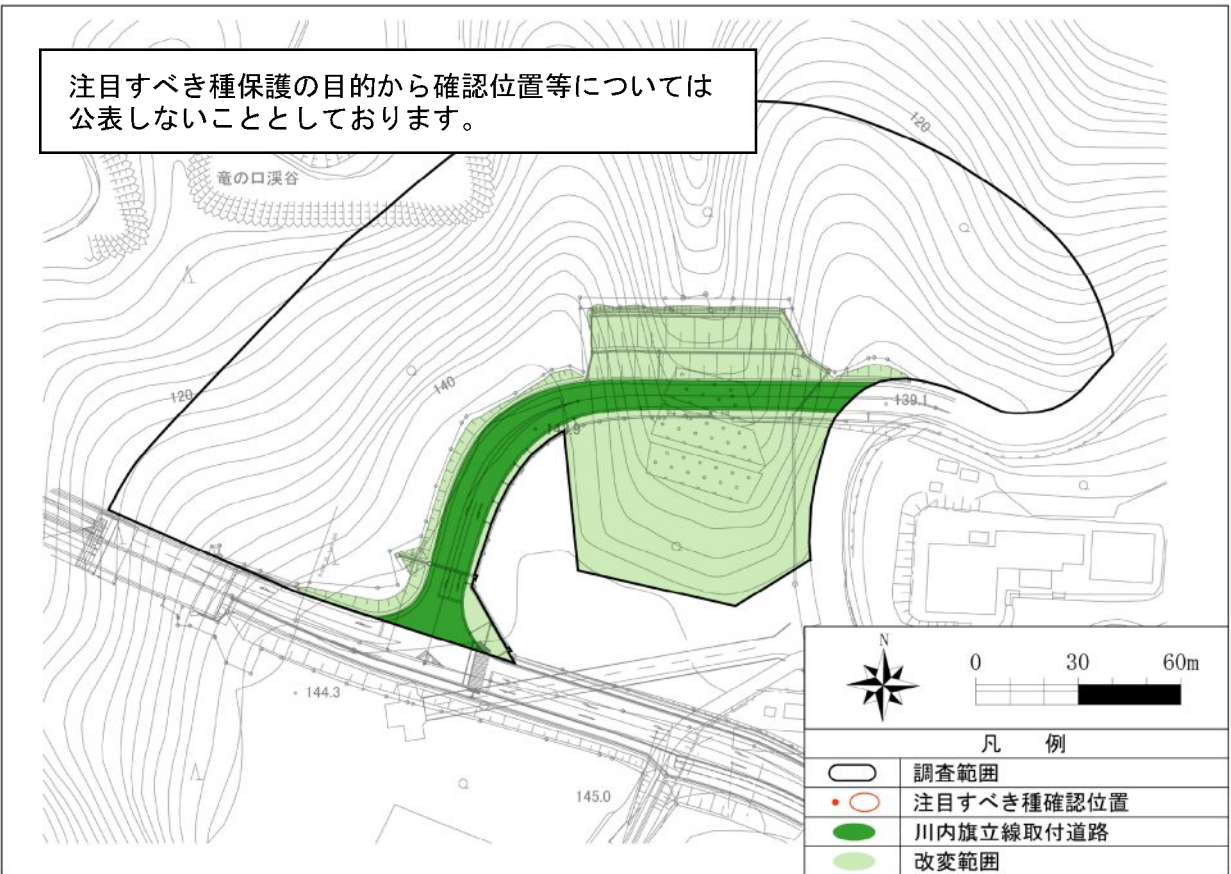 注目すべき種保護の目的から確認位置等については
公表しないこととしております。
竜の口渓谷
120
140
120
139.1
144.3
145.0
N
0 30 60m
凡 例
調査範囲
注目すべき種確認位置
川内旗立線取付道路
改変範囲